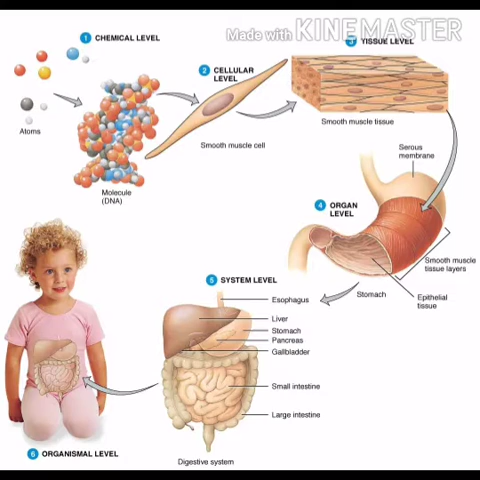 Made with KINEMASTER
1 CHEMICAL LEVEL
Atoms
Molecule
(DNA)
2 CELLULAR
LEVEL
Smooth muscle cell
3 TISSUE LEVEL
Smooth muscle tissue
Serous
membrane
4 ORGAN
LEVEL
Smooth muscle
tissue layers
Stomach
Epithelial
tissue
5 SYSTEM LEVEL
Esophagus
Liver
Stomach
Pancreas
Gallbladder
Small intestine
Large intestine
Digestive system
6 ORGANISMAL LEVEL